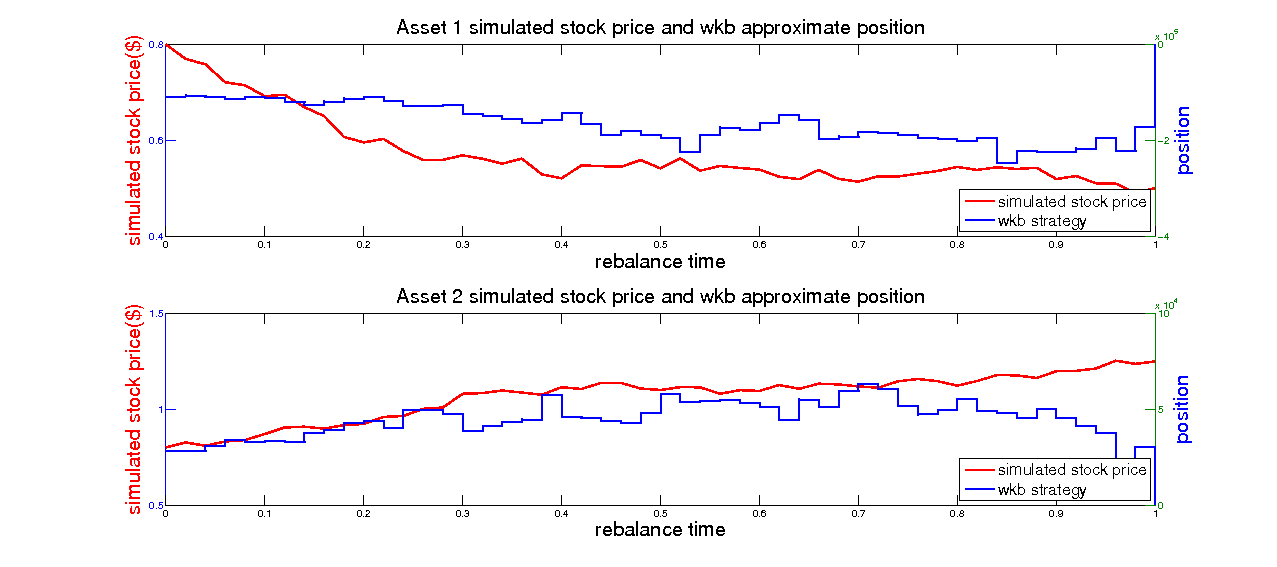 Asset 1 simulated stock price and wkb approximate position
x 10^5
simulated stock price($)
0.8
0.6
0.4
0
-2
-4
position
simulated stock price
wkb strategy
0 0.1 0.2 0.3 0.4 0.5 0.6 0.7 0.8 0.9 1
rebalance time
Asset 2 simulated stock price and wkb approximate position
x 10^4
simulated stock price($)
1.5
1
0.5
10
5
0
position
simulated stock price
wkb strategy
0 0.1 0.2 0.3 0.4 0.5 0.6 0.7 0.8 0.9 1
rebalance time